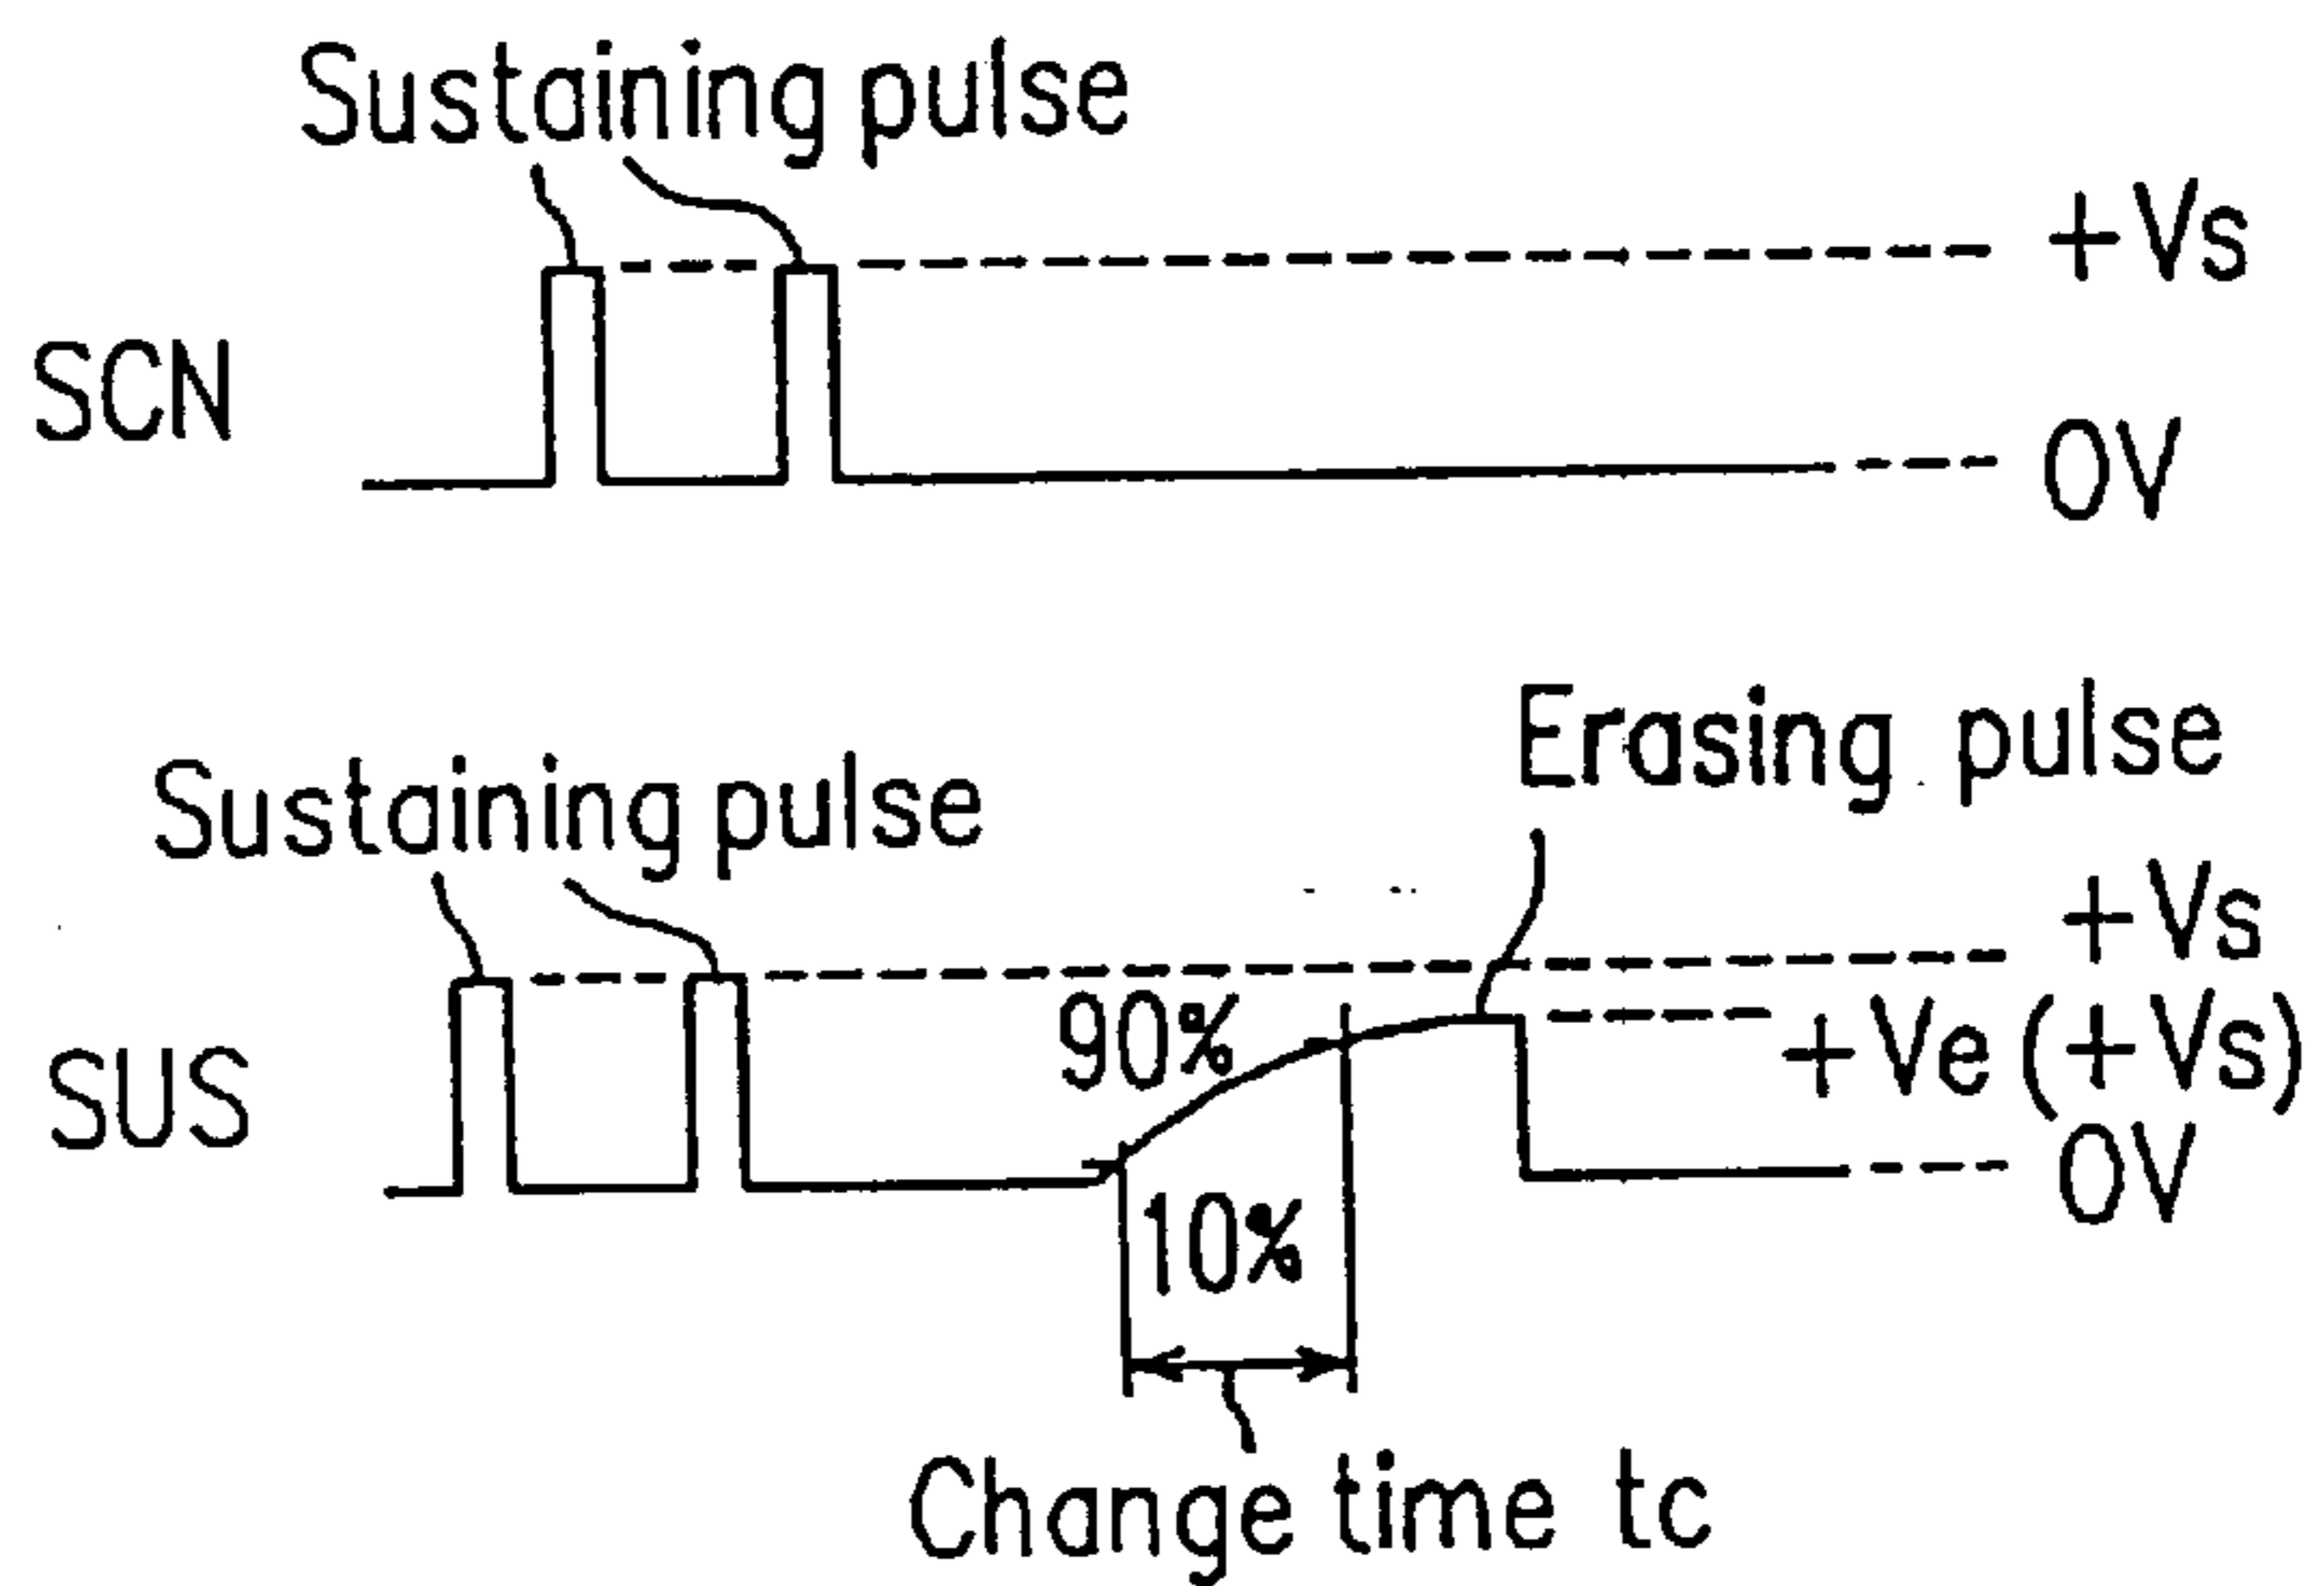 Sustaining pulse
+Vs
SCN
0V
Erasing pulse
Sustaining pulse
+Vs
90%
+Ve (+Vs)
SUS
0V
10%
Change time tc